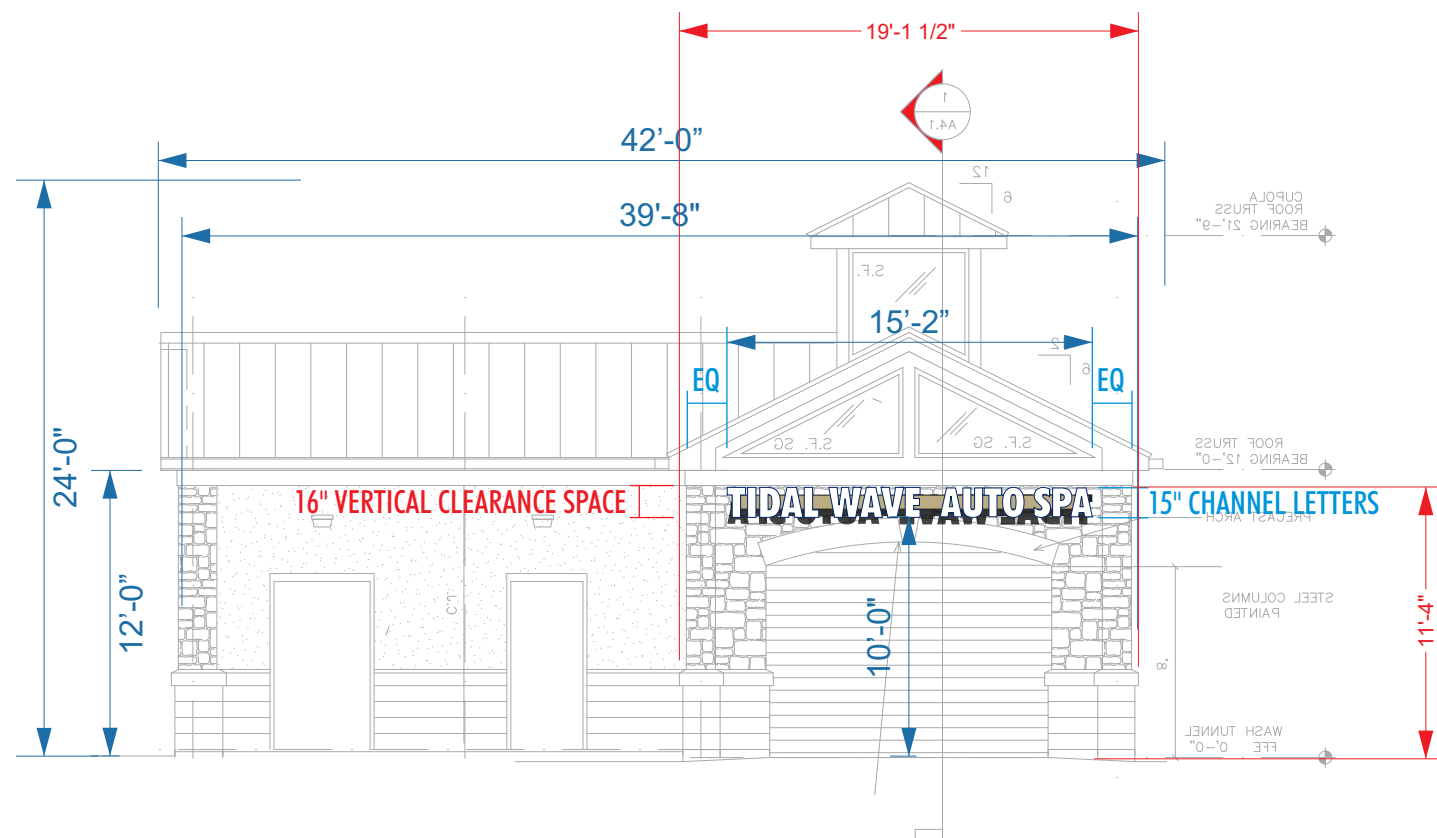 19'-1 1/2"
1
A4.1
42’-0”
12
6
39'-8"
CUPOLA
ROOF TRUSS
BEARING 21'-9"
S.F.
15’-2”
2
6
EQ
EQ
24’-0"
S.F. SG
S.F. SG
ROOF TRUSS
BEARING 12'-0"
16" VERTICAL CLEARANCE SPACE
TIDAL WAVE AUTO SPA
15" CHANNEL LETTERS
PRECAST ARCH
12’-0”
C.J.
10’-0"
STEEL COLUMNS
PAINTED
11'-4"
8'
WASH TUNNEL
FFE 0'-0"